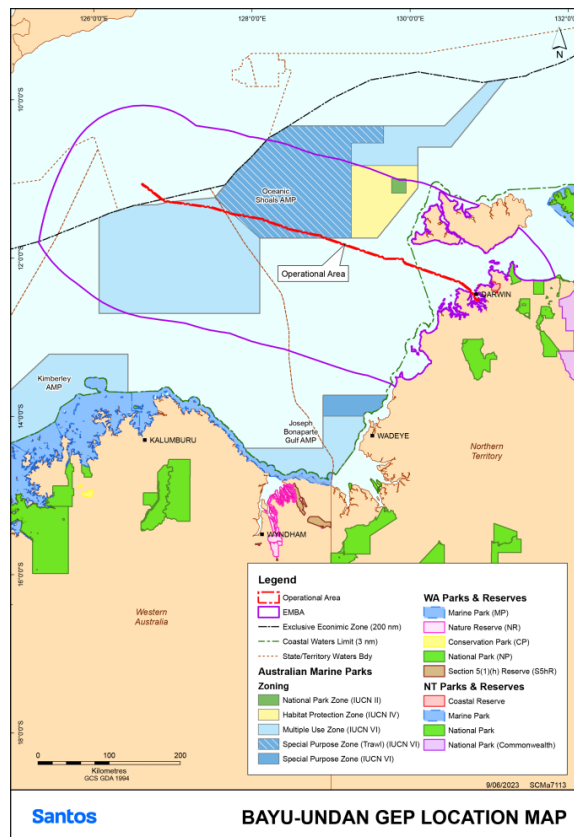 126°0'0"E
128°0'0"E
130°0'0"E
132°0'0"E
N
10°0'0"S
12°0'0"S
14°0'0"S
16°0'0"S
18°0'0"S
Oceanic
Shoals AMP
Operational Area
DARWIN
Kimberley
AMP
KALUMBURU
Joseph
Bonaparte
Gulf AMP
WADEYE
Northern
Territory
WYNDHAM
Western
Australia
Legend
Operational Area
EMBA
Exclusive Econimic Zone (200 nm)
Coastal Waters Limit (3 nm)
State/Territory Waters Bdy
Australian Marine Parks
Zoning
National Park Zone (IUCN II)
Habitat Protection Zone (IUCN IV)
Multiple Use Zone (IUCN VI)
Special Purpose Zone (Trawl) (IUCN VI)
Special Purpose Zone (IUCN VI)
WA Parks & Reserves
Marine Park (MP)
Nature Reserve (NR)
Conservation Park (CP)
National Park (NP)
Section 5(1)(h) Reserve (S5hR)
NT Parks & Reserves
Coastal Reserve
Marine Park
National Park
National Park (Commonwealth)
0 50 100 200
Kilometres
GCS GDA 1994
9/06/2023 SCMa7113
Santos
BAYU-UNDAN GEP LOCATION MAP